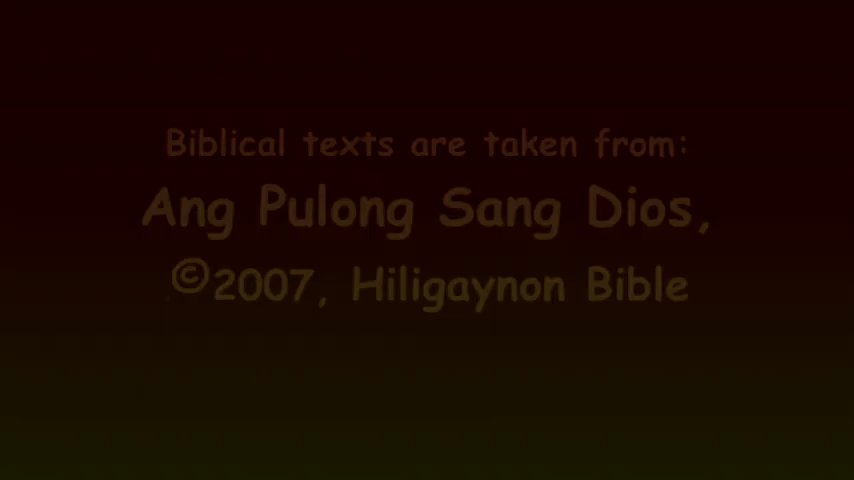 Biblical texts are taken from:
Ang Pulong Sang Dios,
©2007, Hiligaynon Bible